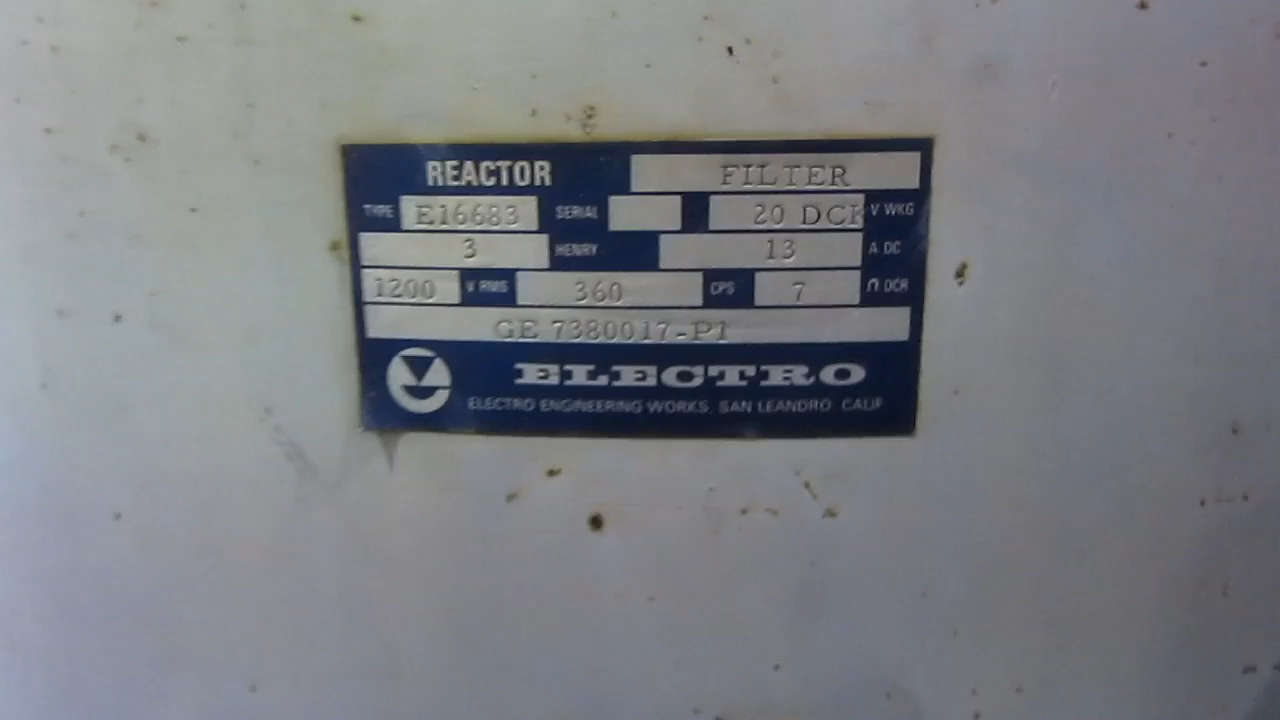 REACTOR FILTER
TYPE E16683 SERIAL 20 DCK V WKG
3 HENRY 13 A DC
1200 V RMS 360 CPS 7 Ω DCR
GE 7380017-P1
ELECTRO
ELECTRO ENGINEERING WORKS, SAN LEANDRO CALIF